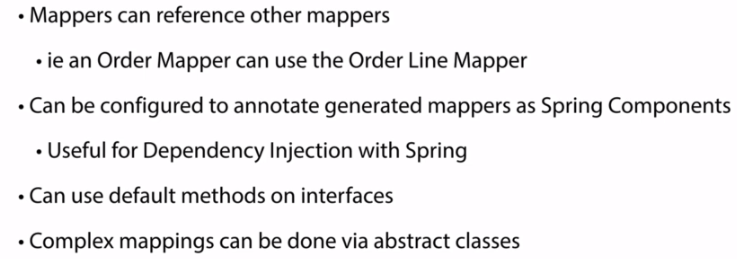 • Mappers can reference other mappers
• ie an Order Mapper can use the Order Line Mapper
• Can be configured to annotate generated mappers as Spring Components
• Useful for Dependency Injection with Spring
• Can use default methods on interfaces
• Complex mappings can be done via abstract classes